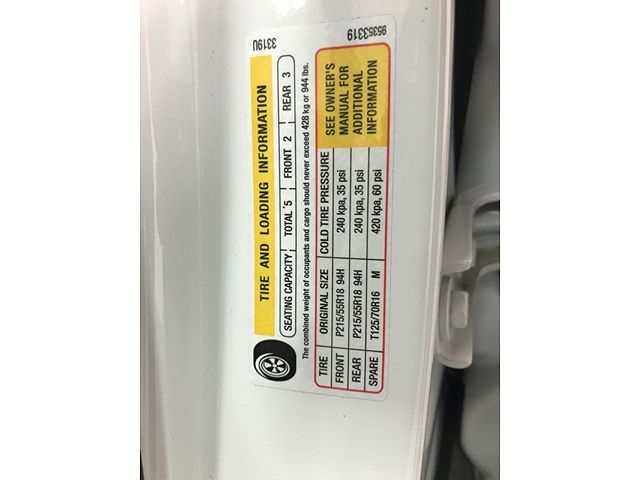 3319U
95353319
TIRE AND LOADING INFORMATION
SEATING CAPACITY TOTAL 5 FRONT 2 REAR 3
The combined weight of occupants and cargo should never exceed 428 kg or 944 lbs.
TIRE ORIGINAL SIZE COLD TIRE PRESSURE
FRONT P215/55R18 94H 240 kpa, 35 psi
REAR P215/55R18 94H 240 kpa, 35 psi
SPARE T125/70R16 M 420 kpa, 60 psi
SEE OWNER'S
MANUAL FOR
ADDITIONAL
INFORMATION